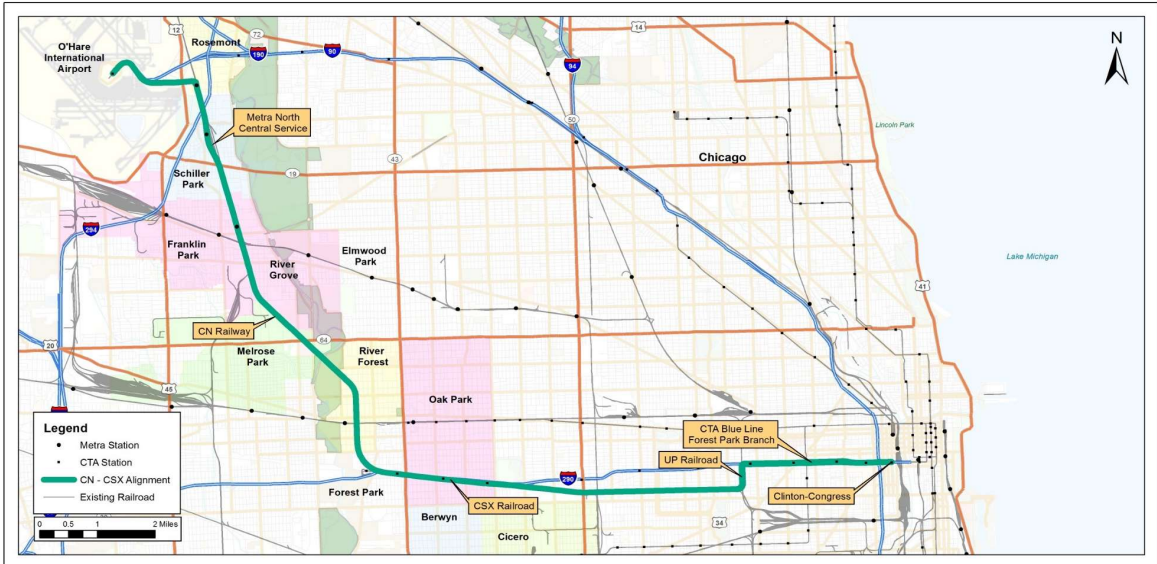 14
12
72
Rosemont
190
90
94
N
O'Hare
International
Airport
Metra North
Central Service
50
Lincoln Park
Chicago
43
19
Schiller
Park
294
Franklin
Park
River
Grove
Elmwood
Park
Lake Michigan
41
CN Railway
64
20
Melrose
Park
River
Forest
45
Oak Park
CTA Blue Line
Forest Park Branch
UP Railroad
Clinton-Congress
290
Forest Park
CSX Railroad
Berwyn
Cicero
34
Legend
Metra Station
CTA Station
CN - CSX Alignment
Existing Railroad
0 0.5 1 2 Miles